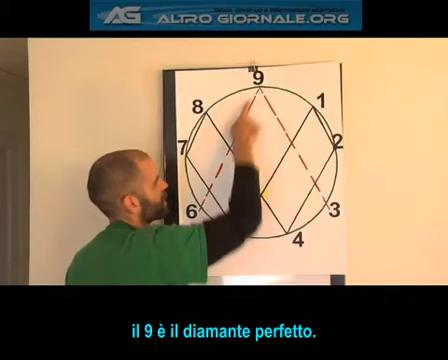 AG ALTRO GIORNALE.ORG
9
8 1
7 2
6 3
4
il 9 è il diamante perfetto.